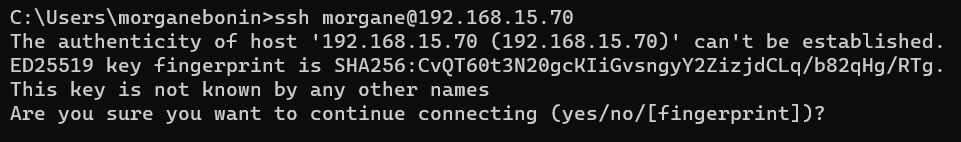 C:\Users\morganebonin>ssh morgane@192.168.15.70
The authenticity of host '192.168.15.70 (192.168.15.70)' can't be established.
ED25519 key fingerprint is SHA256:CvQT60t3N20gcKIiGvsngyY2ZizjdCLq/b82qHg/RTg.
This key is not known by any other names
Are you sure you want to continue connecting (yes/no/[fingerprint])?